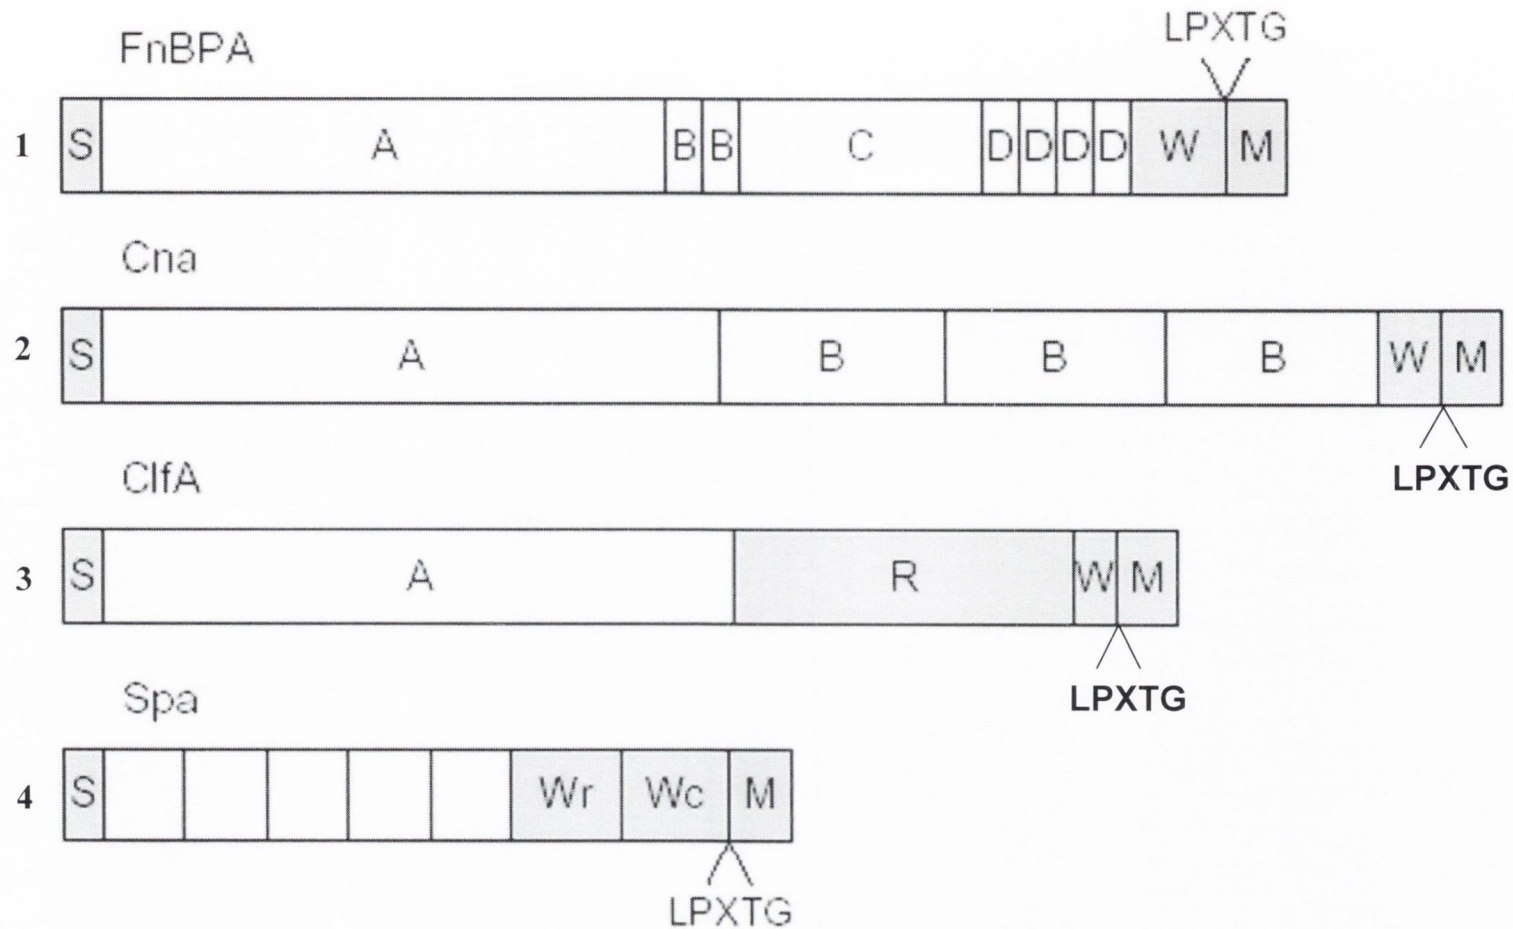 LPXTG
FnBPA
1 S A B B C D D D D W M
Cna
2 S A B B B W M
LPXTG
ClfA
3 S A R W M
LPXTG
Spa
4 S Wr Wc M
LPXTG